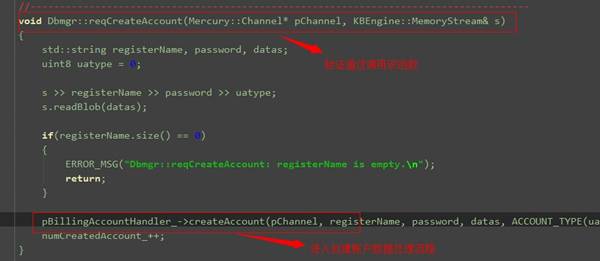 //----------------------------------------------------------------
void Dbmgr::reqCreateAccount(Mercury::Channel* pChannel, KBEngine::MemoryStream& s)
{
std::string registerName, password, datas;
uint8 uatype = 0;
s >> registerName >> password >> uatype;
s.readBlob(datas);
if(registerName.size() == 0)
{
ERROR_MSG("Dbmgr::reqCreateAccount: registerName is empty.\n");
return;
}
pBillingAccountHandler_->createAccount(pChannel, registerName, password, datas, ACCOUNT_TYPE(ua
numCreatedAccount_++;
}